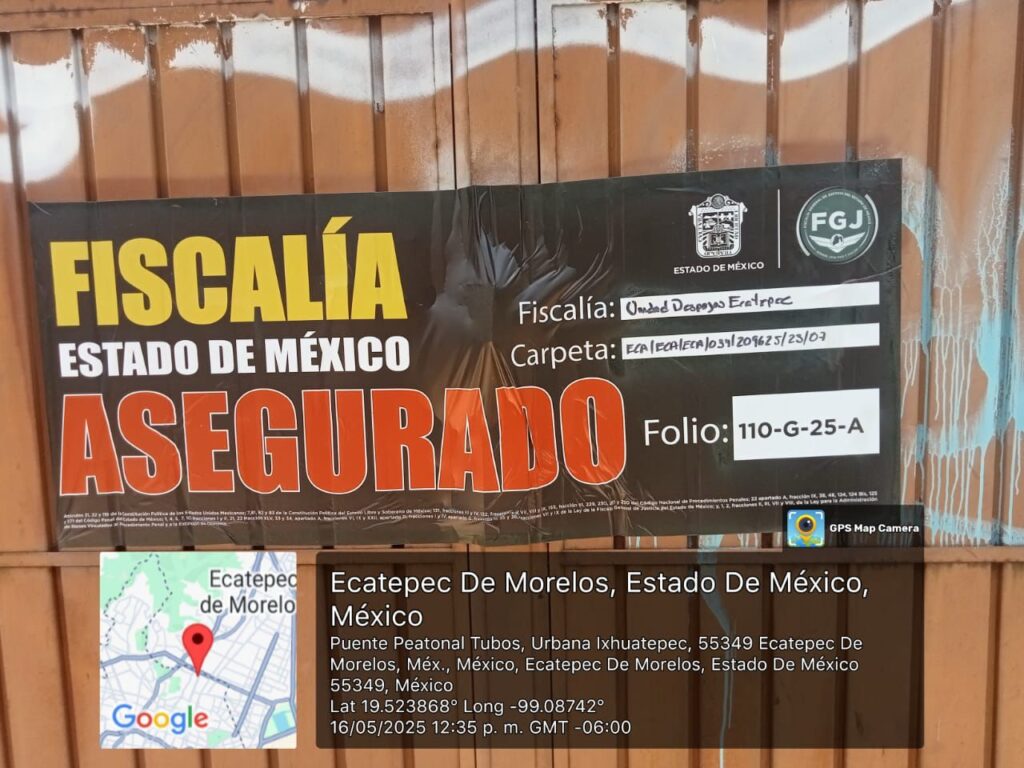 FISCALÍA
ESTADO DE MÉXICO
ASEGURADO
ESTADO DE MÉXICO
FGJ
Fiscalía: Unidad Despojos Ecatepec
Carpeta: ECA/ECA/ECA/034/209625/23/07
Folio: 110-G-25-A
GPS Map Camera
Ecatepec
de Morelo
Google
Ecatepec De Morelos, Estado De México,
México
Puente Peatonal Tubos, Urbana Ixhuatepec, 55349 Ecatepec De
Morelos, Méx., México, Ecatepec De Morelos, Estado De México
55349, México
Lat 19.523868° Long -99.08742°
16/05/2025 12:35 p. m. GMT -06:00